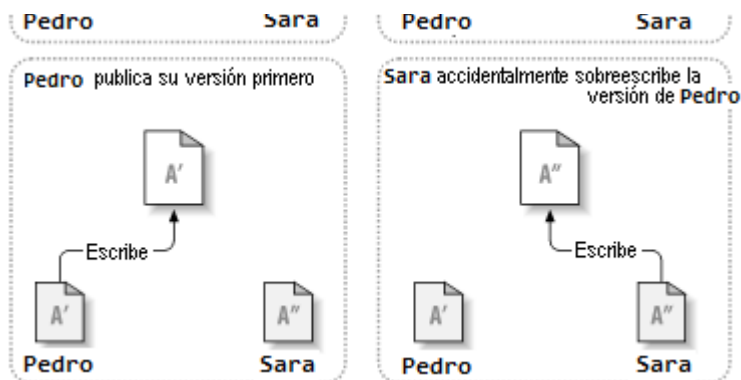 Pedro Sara
Pedro Sara
Pedro publica su versión primero
A'
Escribe
A' A"
Pedro Sara
Sara accidentalmente sobreescribe la
versión de Pedro
A"
Escribe
A' A"
Pedro Sara